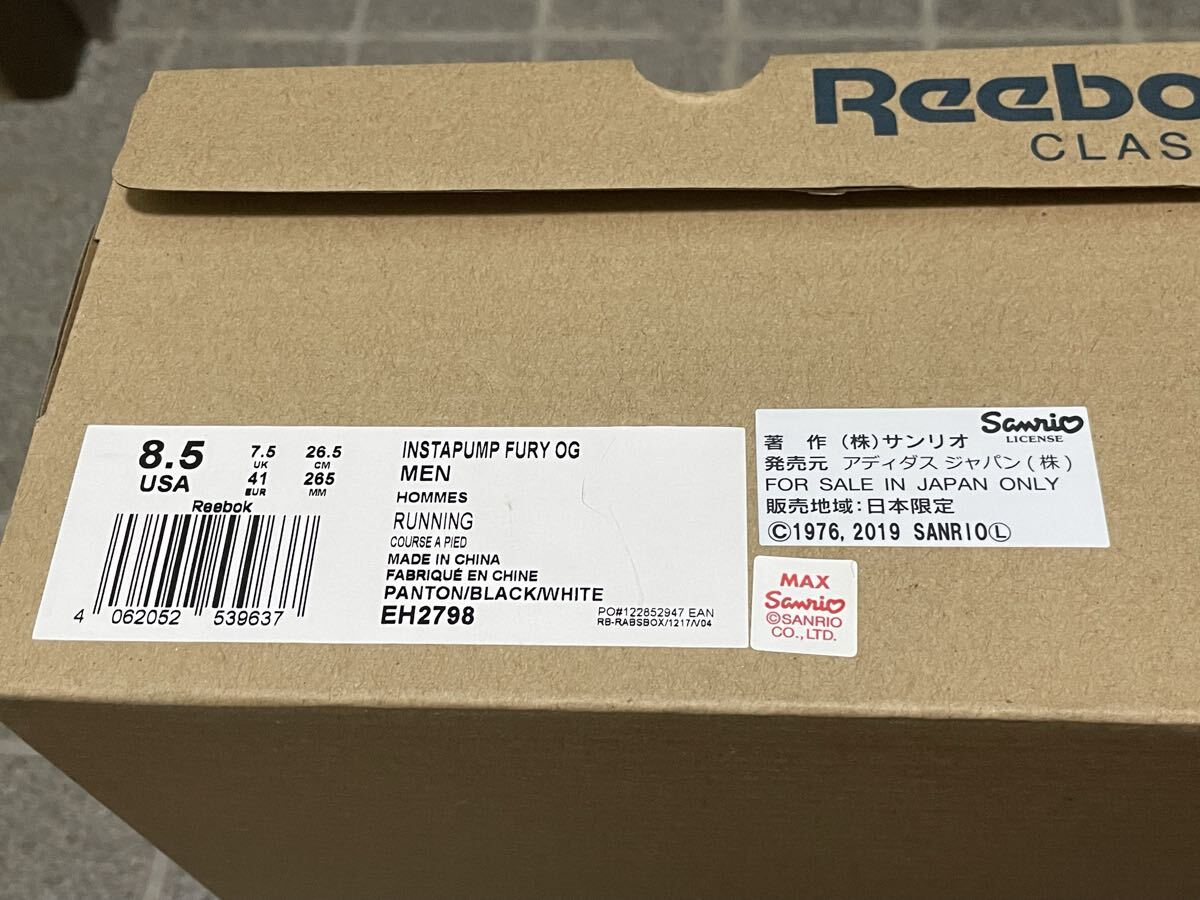 Reebo
CLAS
8.5
USA
7.5
UK
41
EUR
26.5
CM
265
MM
Reebok
4 062052 539637
INSTAPUMP FURY OG
MEN
HOMMES
RUNNING
COURSE A PIED
MADE IN CHINA
FABRIQUÉ EN CHINE
PANTON/BLACK/WHITE
EH2798
PO#122652947 EAN
RB-RABSBOX/1217/V04
Sanrio
LICENSE
著 作 (株)サンリオ
発売元 アディダス ジャパン(株)
FOR SALE IN JAPAN ONLY
販売地域:日本限定
©1976, 2019 SANRIOⓁ
MAX
Sanrio
©SANRIO
CO., LTD.